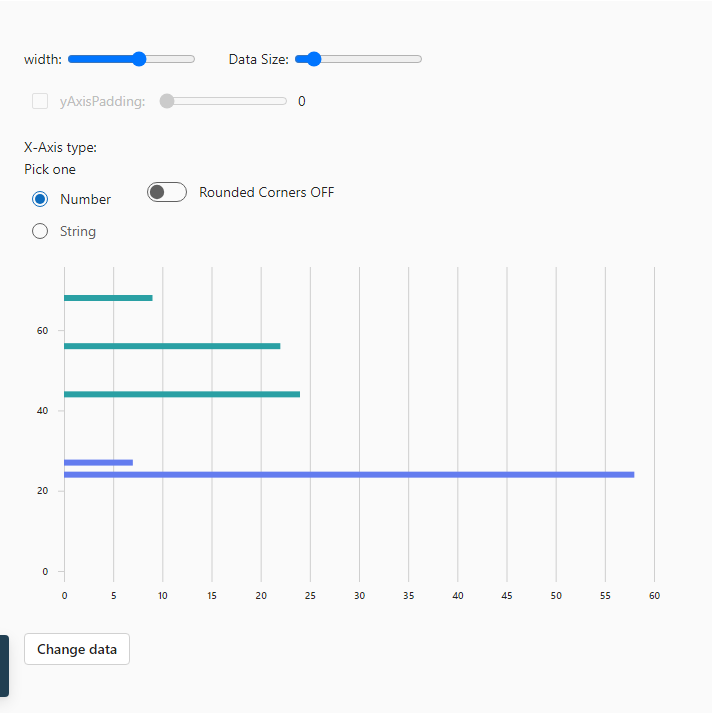 width: Data Size:
yAxisPadding: 0
X-Axis type:
Pick one
Number Rounded Corners OFF
String
60
40
20
0
0 5 10 15 20 25 30 35 40 45 50 55 60
Change data